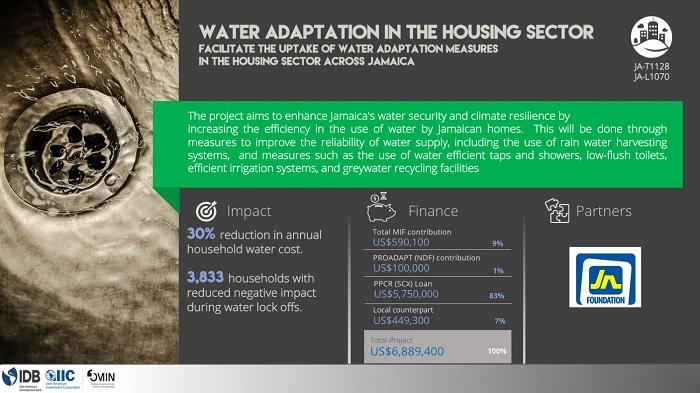 WATER ADAPTATION IN THE HOUSING SECTOR
FACILITATE THE UPTAKE OF WATER ADAPTATION MEASURES
IN THE HOUSING SECTOR ACROSS JAMAICA
JA-T1128
JA-L1070
The project aims to enhance Jamaica's water security and climate resilience by
increasing the efficiency in the use of water by Jamaican homes. This will be done through
measures to improve the reliability of water supply, including the use of rain water harvesting
systems, and measures such as the use of water efficient taps and showers, low-flush toilets,
efficient irrigation systems, and greywater recycling facilities
Impact
30% reduction in annual
household water cost.
3,833 households with
reduced negative impact
during water lock offs.
Finance
Total MIF contribution
US$590,100 9%
PROADAPT (NDF) contribution
US$100,000 1%
PPCR (SCX) Loan
US$5,750,000 83%
Local counterpart
US$449,300 7%
Total Project
US$6,889,400 100%
Partners
JN
FOUNDATION
IDB
Inter-American
Development Bank
IIC
Inter-American
Investment Corporation
FOMIN